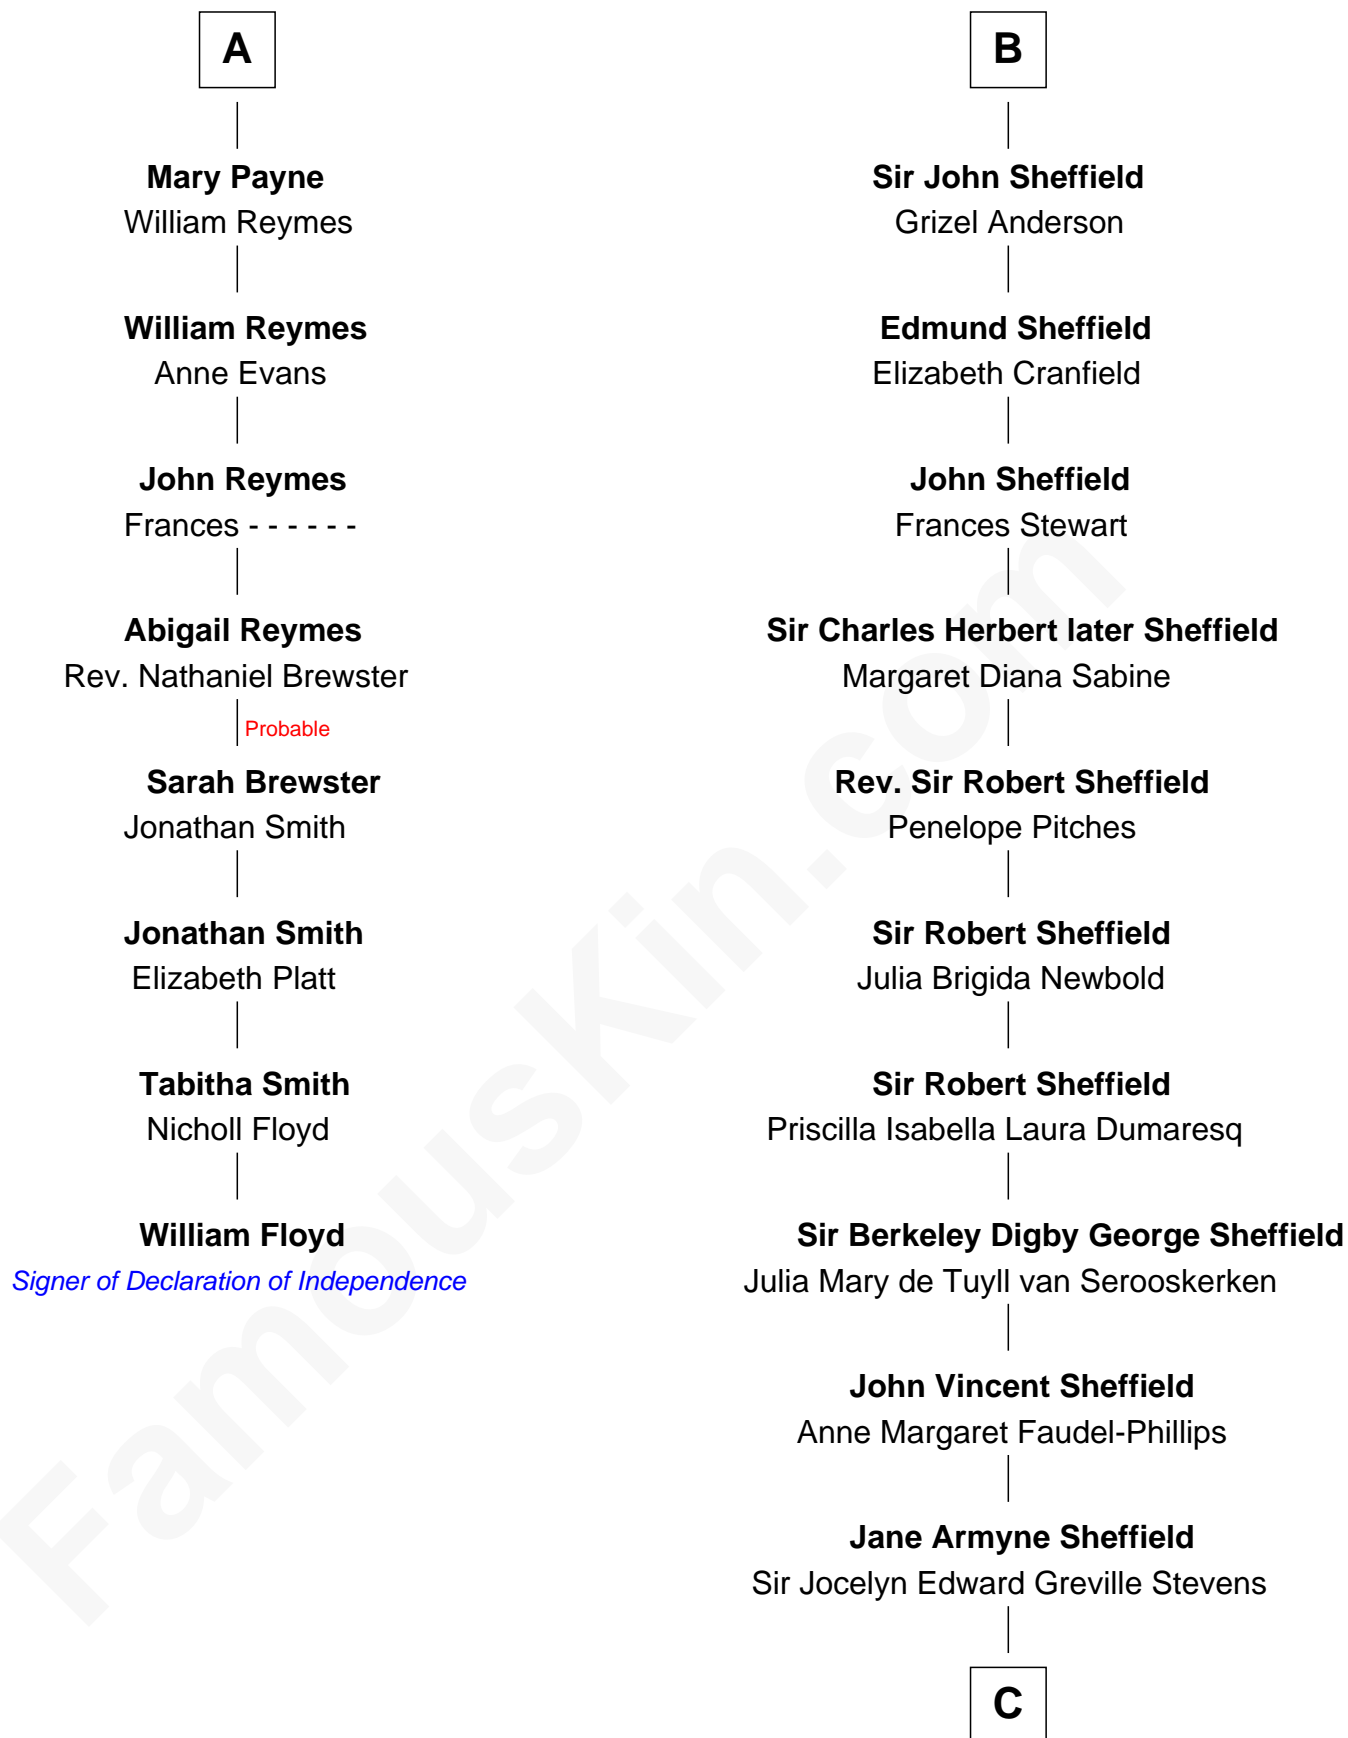 A
Mary Payne
William Reymes
William Reymes
Anne Evans
John Reymes
Frances - - - - - -
Abigail Reymes
Rev. Nathaniel Brewster
Probable
Sarah Brewster
Jonathan Smith
Jonathan Smith
Elizabeth Platt
Tabitha Smith
Nicholl Floyd
William Floyd
Signer of Declaration of Independence
B
Sir John Sheffield
Grizel Anderson
Edmund Sheffield
Elizabeth Cranfield
John Sheffield
Frances Stewart
Sir Charles Herbert later Sheffield
Margaret Diana Sabine
Rev. Sir Robert Sheffield
Penelope Pitches
Sir Robert Sheffield
Julia Brigida Newbold
Sir Robert Sheffield
Priscilla Isabella Laura Dumaresq
Sir Berkeley Digby George Sheffield
Julia Mary de Tuyll van Serooskerken
John Vincent Sheffield
Anne Margaret Faudel-Phillips
Jane Armyne Sheffield
Sir Jocelyn Edward Greville Stevens
C
FamousKin.com